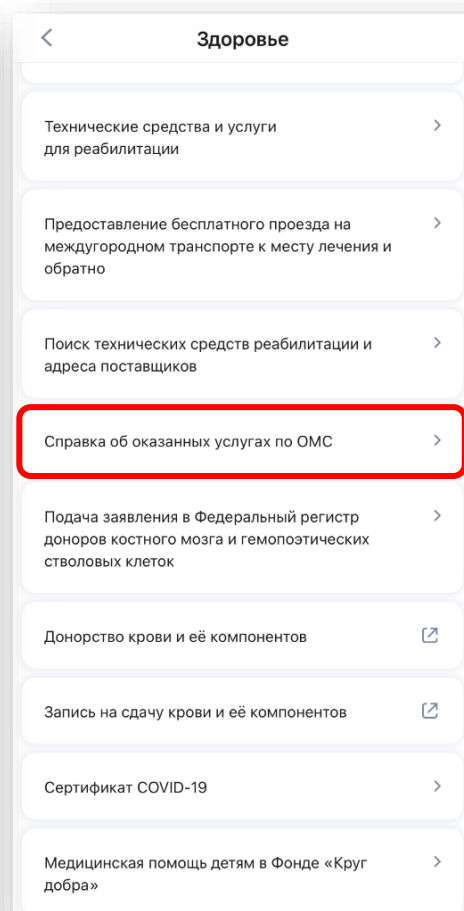 Здоровье
Технические средства и услуги
для реабилитации
Предоставление бесплатного проезда на
междугородном транспорте к месту лечения и
обратно
Поиск технических средств реабилитации и
адреса поставщиков
Справка об оказанных услугах по ОМС
Подача заявления в Федеральный регистр
доноров костного мозга и гемопоэтических
стволовых клеток
Донорство крови и её компонентов
Запись на сдачу крови и её компонентов
Сертификат COVID-19
Медицинская помощь детям в Фонде «Круг
добра»